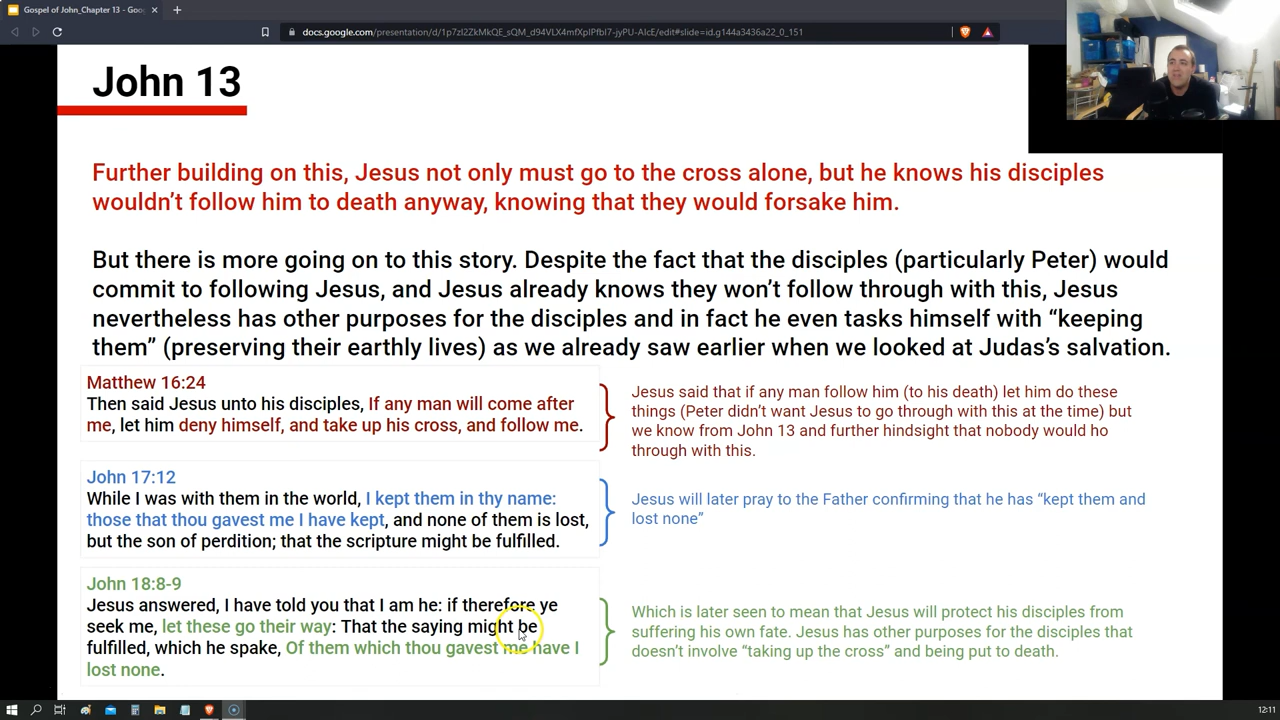 Gospel of John_Chapter 13 - Goo
docs.google.com/presentation/d/1p7zl2ZkMkQE_sQM_d94VLX4mfXpIPfbI7-jyPU-AlcE/edit#slide=id.g144a3436a22_0_151
John 13
Further building on this, Jesus not only must go to the cross alone, but he knows his disciples
wouldn’t follow him to death anyway, knowing that they would forsake him.
But there is more going on to this story. Despite the fact that the disciples (particularly Peter) would
commit to following Jesus, and Jesus already knows they won’t follow through with this, Jesus
nevertheless has other purposes for the disciples and in fact he even tasks himself with “keeping
them” (preserving their earthly lives) as we already saw earlier when we looked at Judas’s salvation.
Matthew 16:24
Then said Jesus unto his disciples, If any man will come after
me, let him deny himself, and take up his cross, and follow me.
Jesus said that if any man follow him (to his death) let him do these
things (Peter didn’t want Jesus to go through with this at the time) but
we know from John 13 and further hindsight that nobody would ho
through with this.
John 17:12
While I was with them in the world, I kept them in thy name:
those that thou gavest me I have kept, and none of them is lost,
but the son of perdition; that the scripture might be fulfilled.
Jesus will later pray to the Father confirming that he has “kept them and
lost none”
John 18:8-9
Jesus answered, I have told you that I am he: if therefore ye
seek me, let these go their way: That the saying might be
fulfilled, which he spake, Of them which thou gavest me have I
lost none.
Which is later seen to mean that Jesus will protect his disciples from
suffering his own fate. Jesus has other purposes for the disciples that
doesn’t involve “taking up the cross” and being put to death.
12:11